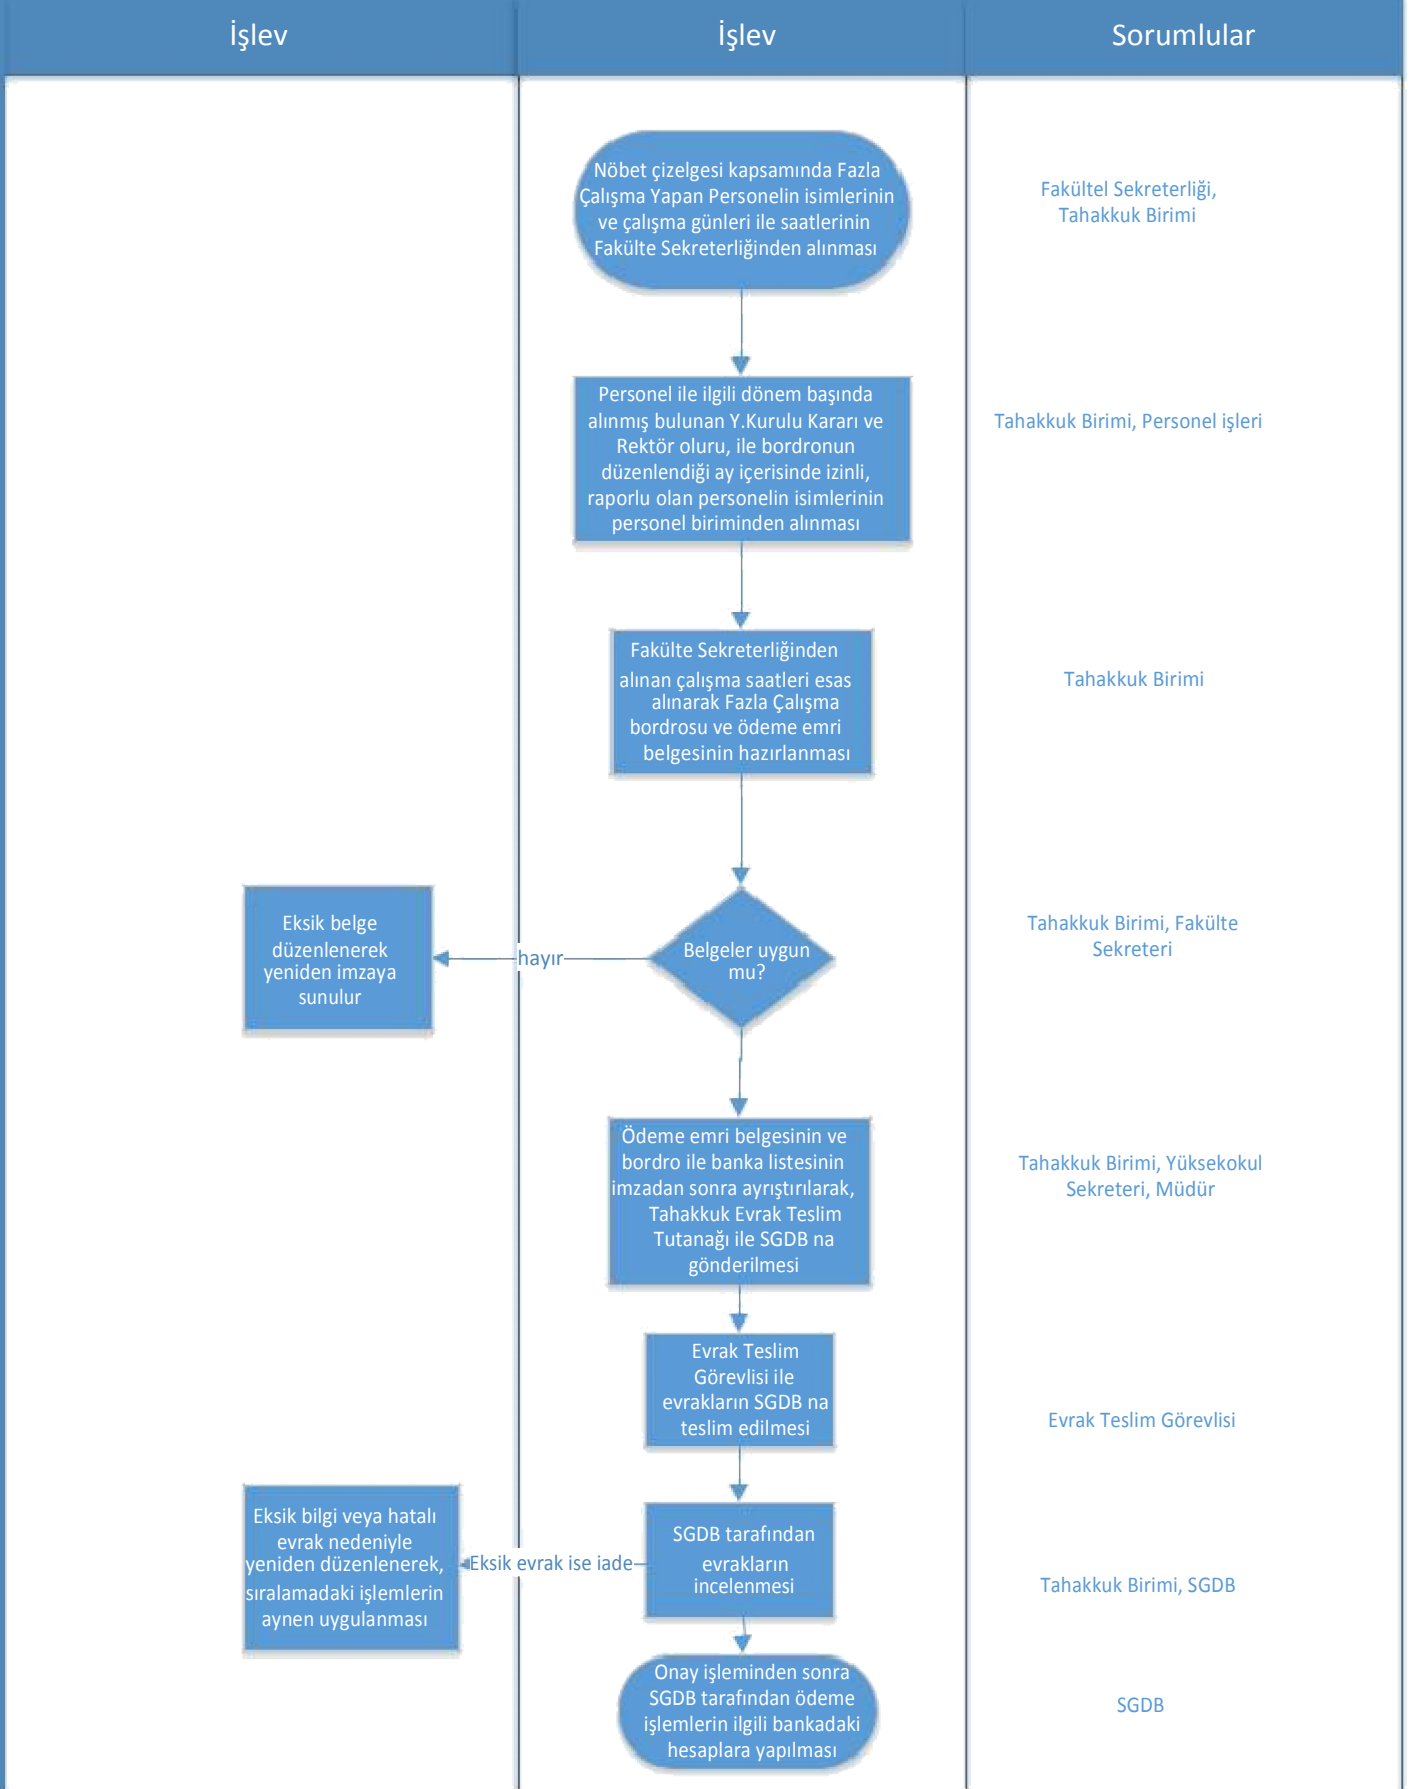 İşlev
İşlev
Sorumlular
Nöbet çizelgesi kapsamında Fazla
Çalışma Yapan Personelin isimlerinin
ve çalışma günleri ile saatlerinin
Fakülte Sekreterliğinden alınması
Fakültel Sekreterliği,
Tahakkuk Birimi
Personel ile ilgili dönem başında
alınmış bulunan Y.Kurulu Kararı ve
Rektör oluru, ile bordronun
düzenlendiği ay içerisinde izinli,
raporlu olan personelin isimlerinin
personel biriminden alınması
Tahakkuk Birimi, Personel işleri
Fakülte Sekreterliğinden
alınan çalışma saatleri esas
alınarak Fazla Çalışma
bordrosu ve ödeme emri
belgesinin hazırlanması
Tahakkuk Birimi
Eksik belge
düzenlenerek
yeniden imzaya
sunulur
hayır
Belgeler uygun
mu?
Tahakkuk Birimi, Fakülte
Sekreteri
Ödeme emri belgesinin ve
bordro ile banka listesinin
imzadan sonra ayrıştırılarak,
Tahakkuk Evrak Teslim
Tutanağı ile SGDB na
gönderilmesi
Tahakkuk Birimi, Yüksekokul
Sekreteri, Müdür
Evrak Teslim
Görevlisi ile
evrakların SGDB na
teslim edilmesi
Evrak Teslim Görevlisi
Eksik bilgi veya hatalı
evrak nedeniyle
yeniden düzenlenerek,
sıralamadaki işlemlerin
aynen uygulanması
Eksik evrak ise iade
SGDB tarafından
evrakların
incelenmesi
Tahakkuk Birimi, SGDB
Onay işleminden sonra
SGDB tarafından ödeme
işlemlerin ilgili bankadaki
hesaplara yapılması
SGDB